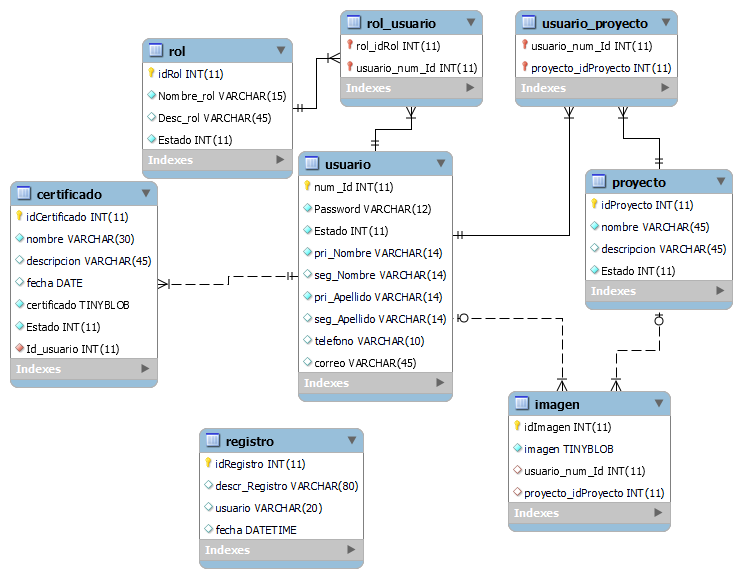 rol
idRol INT(11)
Nombre_rol VARCHAR(15)
Desc_rol VARCHAR(45)
Estado INT(11)
Indexes
rol_usuario
rol_idRol INT(11)
usuario_num_Id INT(11)
Indexes
usuario_proyecto
usuario_num_Id INT(11)
proyecto_idProyecto INT(11)
Indexes
certificado
idCertificado INT(11)
nombre VARCHAR(30)
descripcion VARCHAR(45)
fecha DATE
certificado TINYBLOB
Estado INT(11)
Id_usuario INT(11)
Indexes
usuario
num_Id INT(11)
Password VARCHAR(12)
Estado INT(11)
pri_Nombre VARCHAR(14)
seg_Nombre VARCHAR(14)
pri_Apellido VARCHAR(14)
seg_Apellido VARCHAR(14)
telefono VARCHAR(10)
correo VARCHAR(45)
Indexes
proyecto
idProyecto INT(11)
nombre VARCHAR(45)
descripcion VARCHAR(45)
Estado INT(11)
Indexes
registro
idRegistro INT(11)
descr_Registro VARCHAR(80)
usuario VARCHAR(20)
fecha DATETIME
Indexes
imagen
idImagen INT(11)
imagen TINYBLOB
usuario_num_Id INT(11)
proyecto_idProyecto INT(11)
Indexes